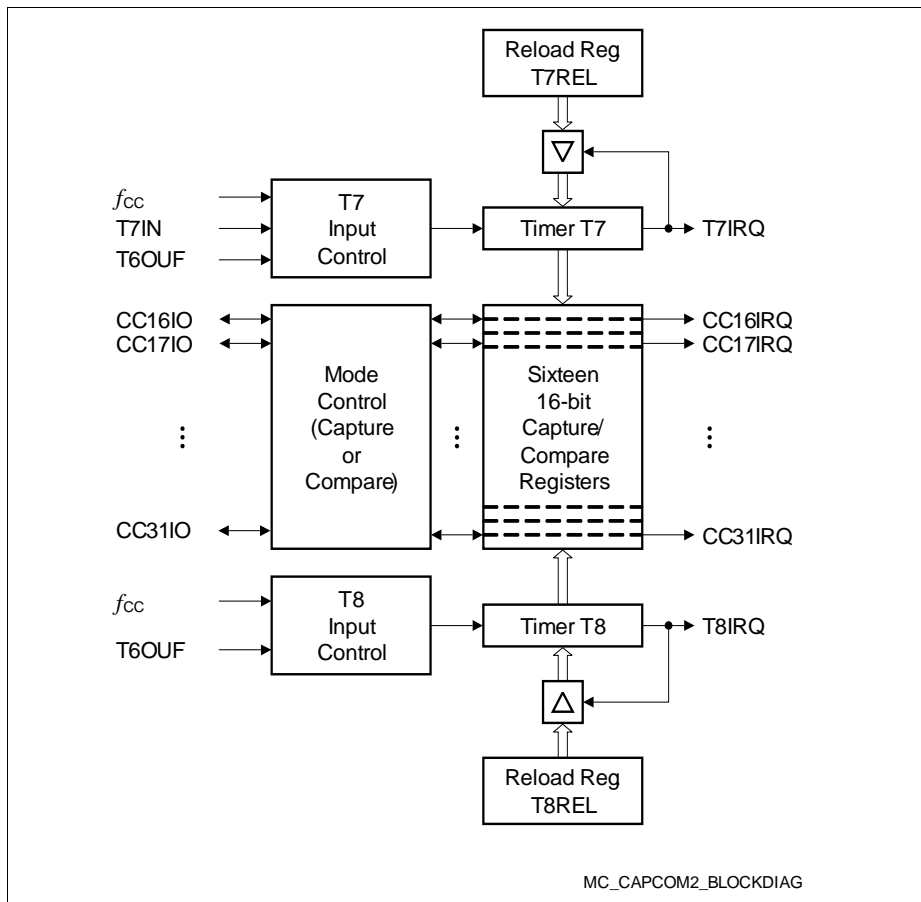 Reload Reg.
T7REL
fCC
T7IN
T6OUF
T7
Input
Control
Timer T7
T7IRQ
CC16IO
CC17IO
CC31IO
Mode
Control
(Capture
or
Compare)
Sixteen
16-bit
Capture/
Compare
Registers
CC16IRQ
CC17IRQ
CC31IRQ
fCC
T6OUF
T8
Input
Control
Timer T8
T8IRQ
Reload Reg.
T8REL
MC_CAPCOM2_BLOCKDIAG